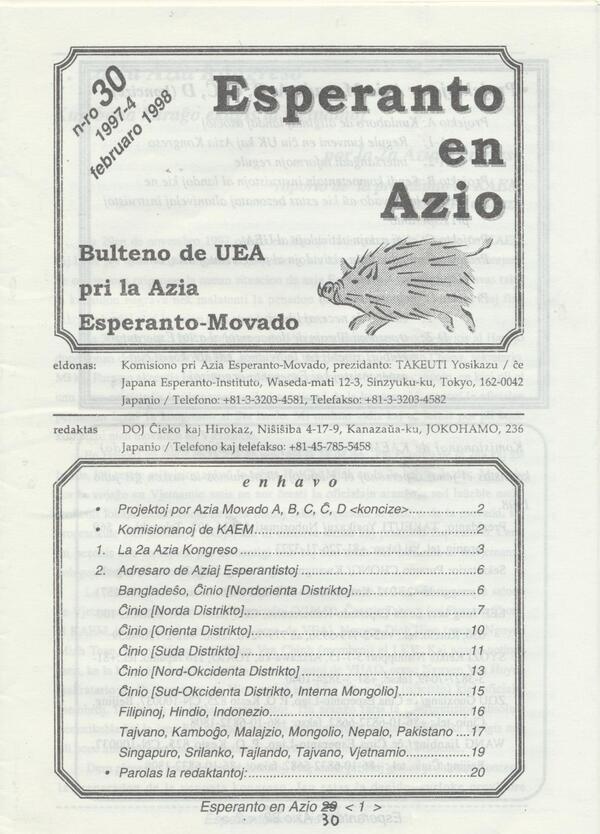 n-ro 30
1997-4
februaro 1998
Esperanto
en
Azio
Bulteno de UEA
pri la Azia
Esperanto-Movado
eldonas: Komisiono pri Azia Esperanto-Movado, prezidanto: TAKEUTI Yosikazu / ĉe
Japana Esperanto-Instituto, Waseda-mati 12-3, Sinzyuku-ku, Tokyo, 162-0042
Japanio / Telefono: +81-3-3203-4581, Telefakso: +81-3-3203-4582
redaktas DOJ Ĉieko kaj Hirokaz, Niŝiŝiba 4-17-9, Kanazaŭa-ku, JOKOHAMO, 236
Japanio / Telefono kaj telefakso: +81-45-785-5458
enhavo
• Projektoj por Azia Movado A, B, C, Ĉ, D <koncize>..................2
• Komisionanoj de KAEM..................2
1. La 2a Azia Kongreso..................3
2. Adresaro de Aziaj Esperantistoj..................6
Bangladeŝo, Ĉinio [Nordorienta Distrikto]..................6
Ĉinio [Norda Distrikto]..................7
Ĉinio [Orienta Distrikto]..................10
Ĉinio [Suda Distrikto]..................11
Ĉinio [Nord-Okcidenta Distrikto]..................13
Ĉinio [Sud-Okcidenta Distrikto, Interna Mongolio]..................15
Filipinoj, Hindio, Indonezio..................16
Tajvano, Kamboĝo, Malajzio, Mongolio, Nepalo, Pakistano ....17
Singapuro, Srilanko, Tajlando, Tajvano, Vjetnamio..................19
• Parolas la redaktantoj:..................20
Esperanto en Azio 29 < 1 >
30